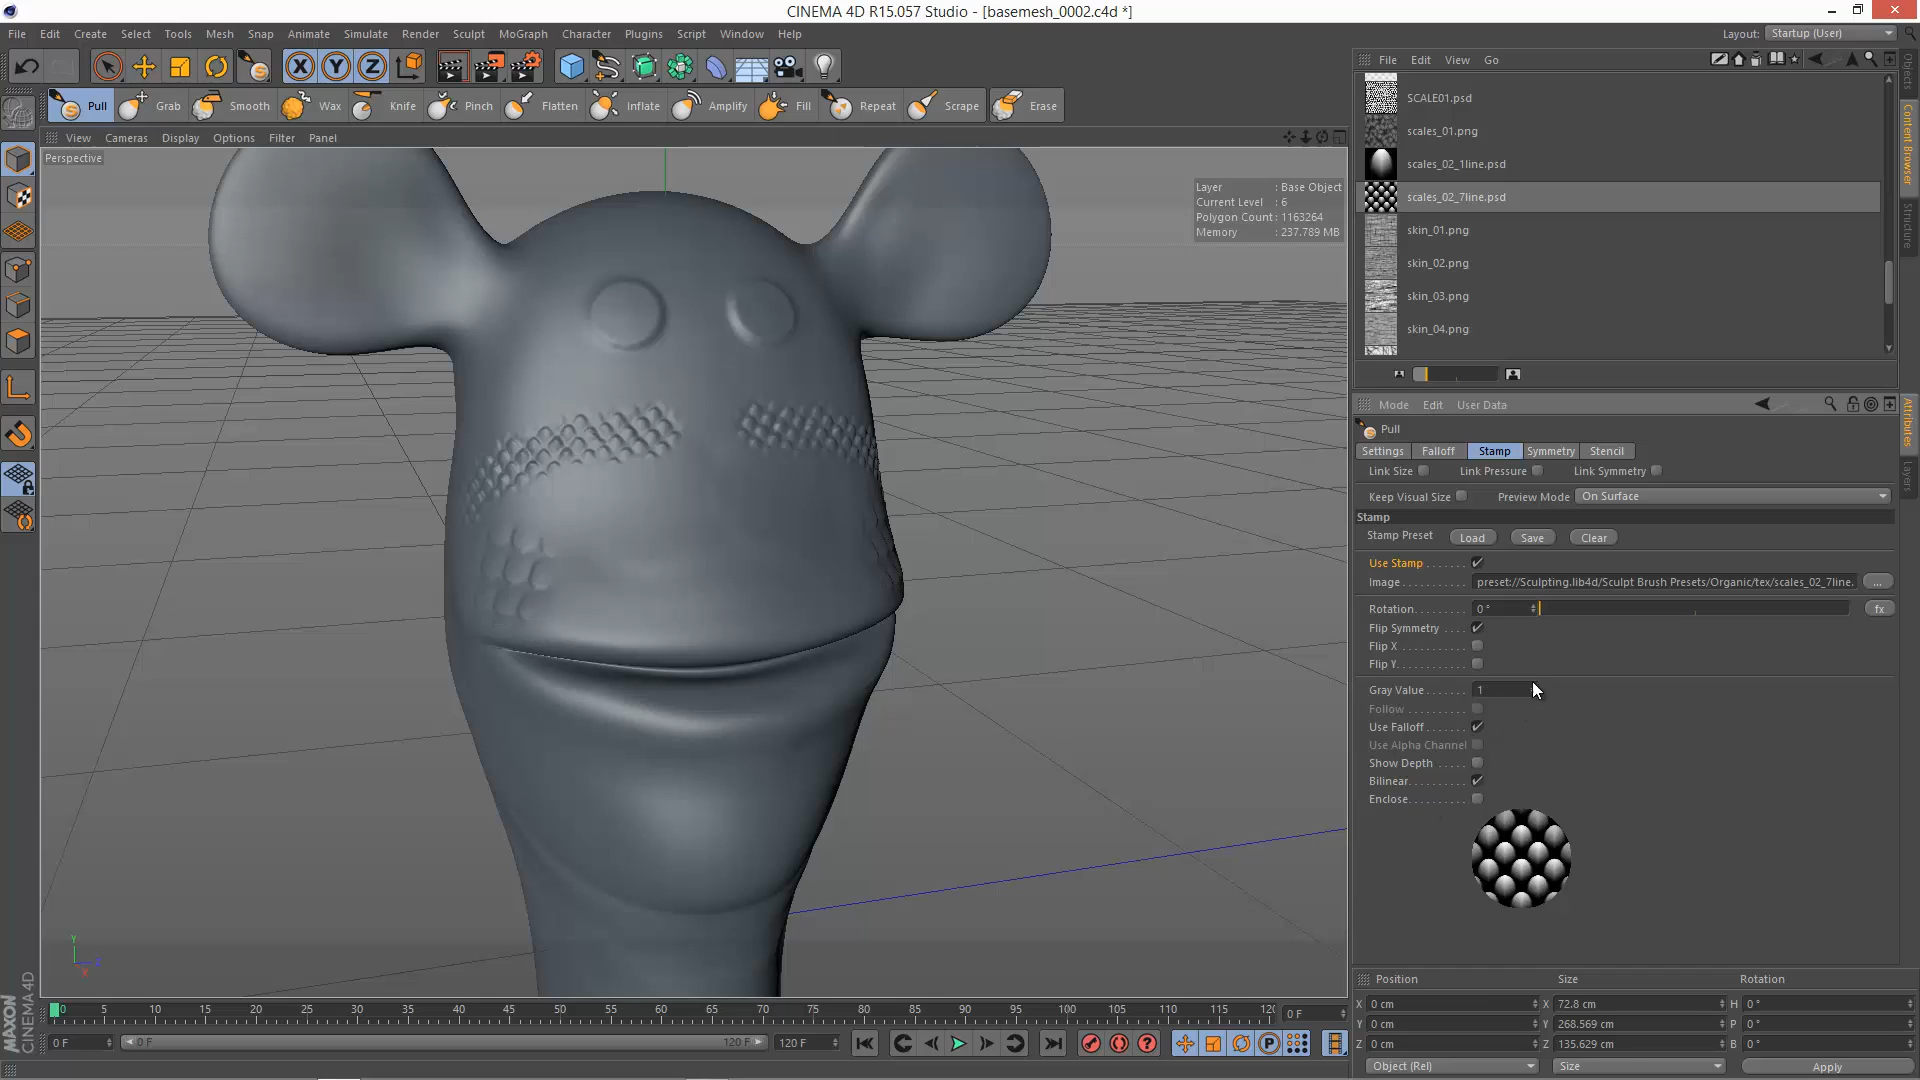 CINEMA 4D R15.057 Studio - [basemesh_0002.c4d *]
File Edit Create Select Tools Mesh Snap Animate Simulate Render Sculpt MoGraph Character Plugins Script Window Help
Layout: Startup (User)
X Y Z
File Edit View Go
Pull Grab Smooth Wax Knife Pinch Flatten Inflate Amplify Fill Repeat Scrape Erase
View Cameras Display Options Filter Panel
Perspective
Layer : Base Object
Current Level : 6
Polygon Count : 1163264
Memory : 237.789 MB
SCALE01.psd
scales_01.png
scales_02_1line.psd
scales_02_7line.psd
skin_01.png
skin_02.png
skin_03.png
skin_04.png
Objects
Content Browser
Structure
Mode Edit User Data
Attributes
Layers
Pull
Settings Falloff Stamp Symmetry Stencil
Link Size Link Pressure Link Symmetry
Keep Visual Size Preview Mode On Surface
Stamp
Stamp Preset Load Save Clear
Use Stamp . . . . . . .
Image . . . . . . . . . . . preset://Sculpting.lib4d/Sculpt Brush Presets/Organic/tex/scales_02_7line. ...
Rotation. . . . . . . . . 0 ° fx
Flip Symmetry . . . .
Flip X . . . . . . . . . . .
Flip Y. . . . . . . . . . . .
Gray Value . . . . . . . 1
Follow . . . . . . . . . . .
Use Falloff . . . . . . .
Use Alpha Channel
Show Depth . . . . .
Bilinear. . . . . . . . . .
Enclose. . . . . . . . . .
Y
Z
X
MAXON
CINEMA 4D
0 5 10 15 20 25 30 35 40 45 50 55 60 65 70 75 80 85 90 95 100 105 110 115 12 0 F
0 F 0 F 120 F 120 F
Position Size Rotation
X 0 cm X 72.8 cm H 0 °
Y 0 cm Y 268.569 cm P 0 °
Z 0 cm Z 135.629 cm B 0 °
Object (Rel) Size Apply